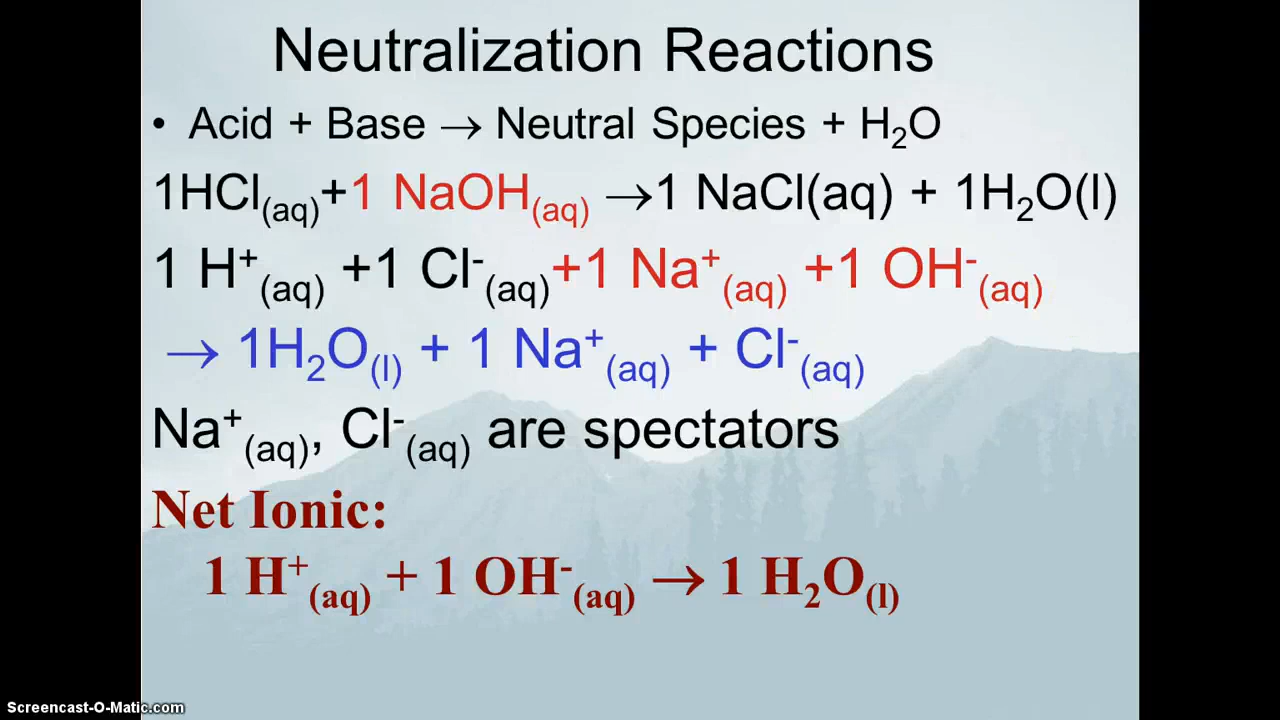 Neutralization Reactions
• Acid + Base → Neutral Species + H₂O
1HCl(aq)+1 NaOH(aq) →1 NaCl(aq) + 1H₂O(l)
1 H⁺(aq) +1 Cl⁻(aq)+1 Na⁺(aq) +1 OH⁻(aq)
→ 1H₂O(l) + 1 Na⁺(aq) + Cl⁻(aq)
Na⁺(aq), Cl⁻(aq) are spectators
Net Ionic:
1 H⁺(aq) + 1 OH⁻(aq) → 1 H₂O(l)
Screencast-O-Matic.com